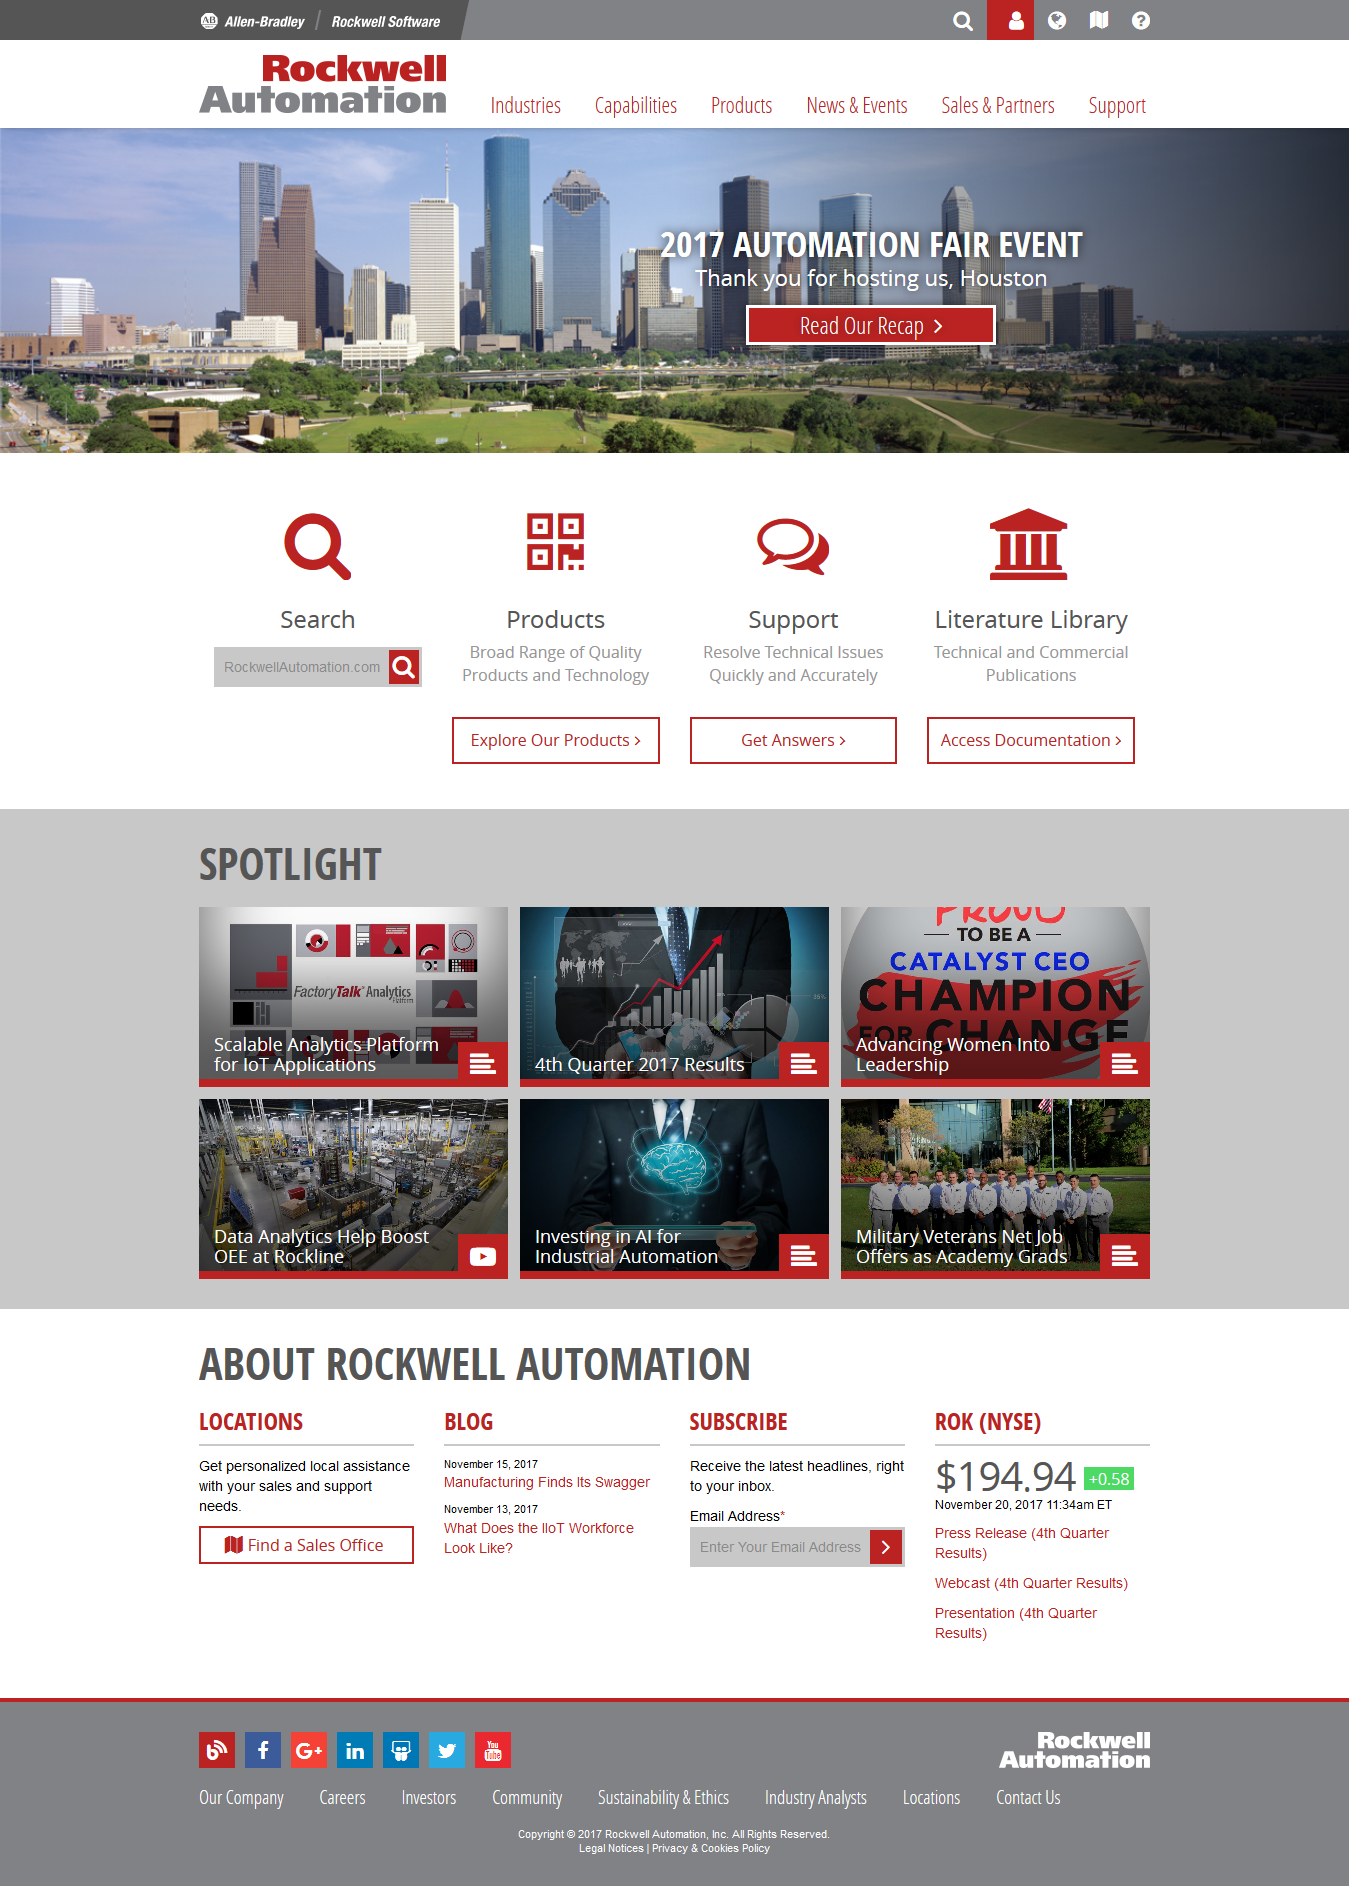 Allen-Bradley Rockwell Software
Rockwell
Automation
Industries Capabilities Products News & Events Sales & Partners Support
2017 AUTOMATION FAIR EVENT
Thank you for hosting us, Houston
Read Our Recap >
Search
RockwellAutomation.com
Products
Broad Range of Quality
Products and Technology
Explore Our Products >
Support
Resolve Technical Issues
Quickly and Accurately
Get Answers >
Literature Library
Technical and Commercial
Publications
Access Documentation >
SPOTLIGHT
FactoryTalk Analytics
Platform
Scalable Analytics Platform
for IoT Applications
4th Quarter 2017 Results
PROUD
TO BE A
CATALYST CEO
CHAMPION
FOR CHANGE
Advancing Women Into
Leadership
Data Analytics Help Boost
OEE at Rockline
Investing in AI for
Industrial Automation
Military Veterans Net Job
Offers as Academy Grads
ABOUT ROCKWELL AUTOMATION
LOCATIONS
Get personalized local assistance
with your sales and support
needs.
Find a Sales Office
BLOG
November 15, 2017
Manufacturing Finds Its Swagger
November 13, 2017
What Does the IIoT Workforce
Look Like?
SUBSCRIBE
Receive the latest headlines, right
to your inbox.
Email Address*
Enter Your Email Address
ROK (NYSE)
$194.94 +0.58
November 20, 2017 11:34am ET
Press Release (4th Quarter
Results)
Webcast (4th Quarter Results)
Presentation (4th Quarter
Results)
You
Tube
Rockwell
Automation
Our Company Careers Investors Community Sustainability & Ethics Industry Analysts Locations Contact Us
Copyright © 2017 Rockwell Automation, Inc. All Rights Reserved.
Legal Notices | Privacy & Cookies Policy